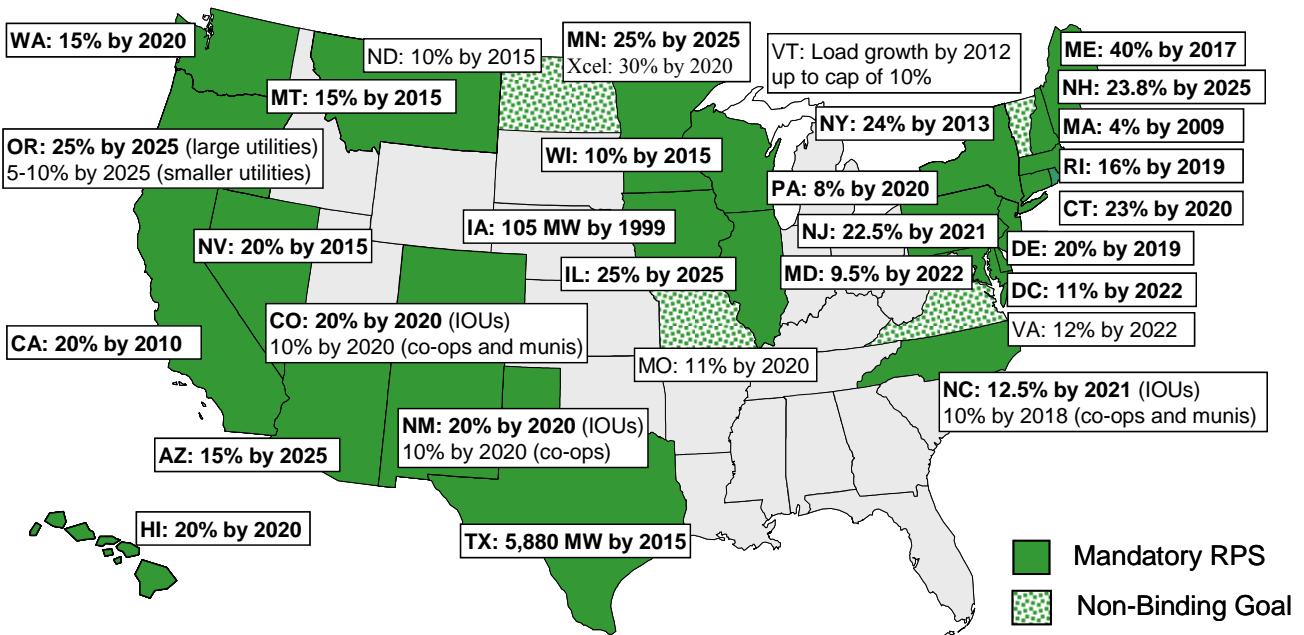 WA: 15% by 2020
ND: 10% by 2015
MN: 25% by 2025
Xcel: 30% by 2020
VT: Load growth by 2012
up to cap of 10%
ME: 40% by 2017
NH: 23.8% by 2025
MT: 15% by 2015
NY: 24% by 2013
MA: 4% by 2009
OR: 25% by 2025 (large utilities)
5-10% by 2025 (smaller utilities)
WI: 10% by 2015
RI: 16% by 2019
PA: 8% by 2020
CT: 23% by 2020
IA: 105 MW by 1999
NJ: 22.5% by 2021
NV: 20% by 2015
DE: 20% by 2019
IL: 25% by 2025
MD: 9.5% by 2022
DC: 11% by 2022
CO: 20% by 2020 (IOUs)
10% by 2020 (co-ops and munis)
VA: 12% by 2022
CA: 20% by 2010
MO: 11% by 2020
NC: 12.5% by 2021 (IOUs)
10% by 2018 (co-ops and munis)
NM: 20% by 2020 (IOUs)
10% by 2020 (co-ops)
AZ: 15% by 2025
HI: 20% by 2020
TX: 5,880 MW by 2015
Mandatory RPS
Non-Binding Goal